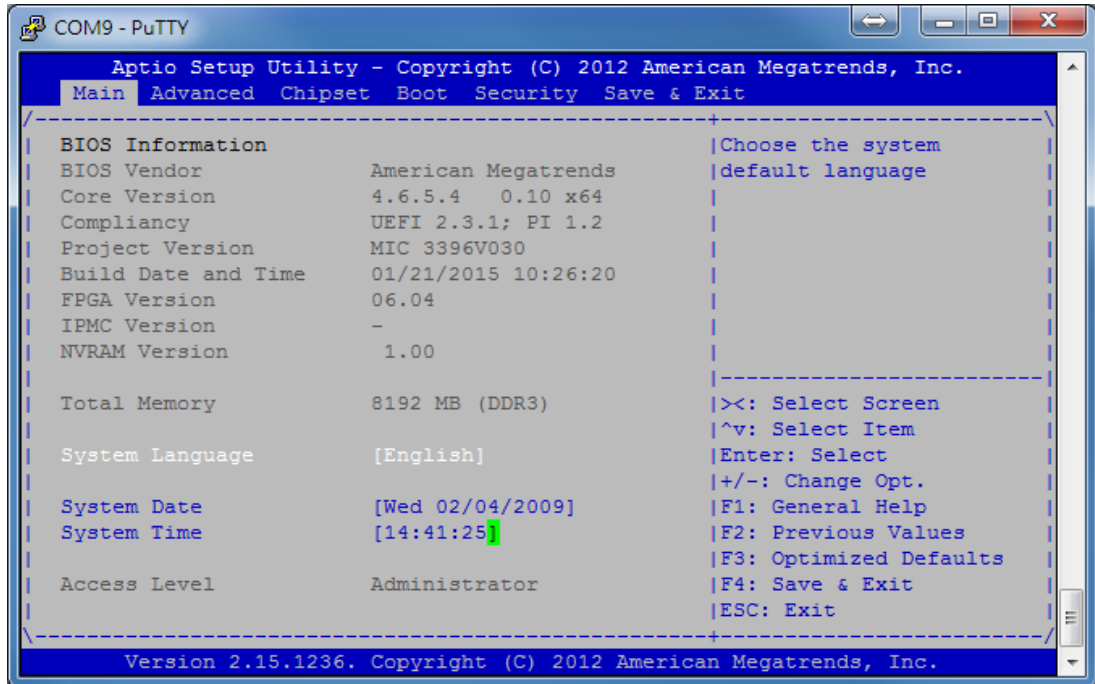 COM9 - PuTTY
Aptio Setup Utility - Copyright (C) 2012 American Megatrends, Inc.
Main Advanced Chipset Boot Security Save & Exit
/----------------------------------------------------+-------------------------\
| BIOS Information |Choose the system |
| BIOS Vendor American Megatrends |default language |
| Core Version 4.6.5.4 0.10 x64 | |
| Compliancy UEFI 2.3.1; PI 1.2 | |
| Project Version MIC 3396V030 | |
| Build Date and Time 01/21/2015 10:26:20 | |
| FPGA Version 06.04 | |
| IPMC Version - | |
| NVRAM Version 1.00 | |
| |-------------------------|
| Total Memory 8192 MB (DDR3) |><: Select Screen |
| |^v: Select Item |
| System Language [English] |Enter: Select |
| |+/-: Change Opt. |
| System Date [Wed 02/04/2009] |F1: General Help |
| System Time [14:41:25] |F2: Previous Values |
| |F3: Optimized Defaults |
| Access Level Administrator |F4: Save & Exit |
| |ESC: Exit |
\----------------------------------------------------+-------------------------/
Version 2.15.1236. Copyright (C) 2012 American Megatrends, Inc.